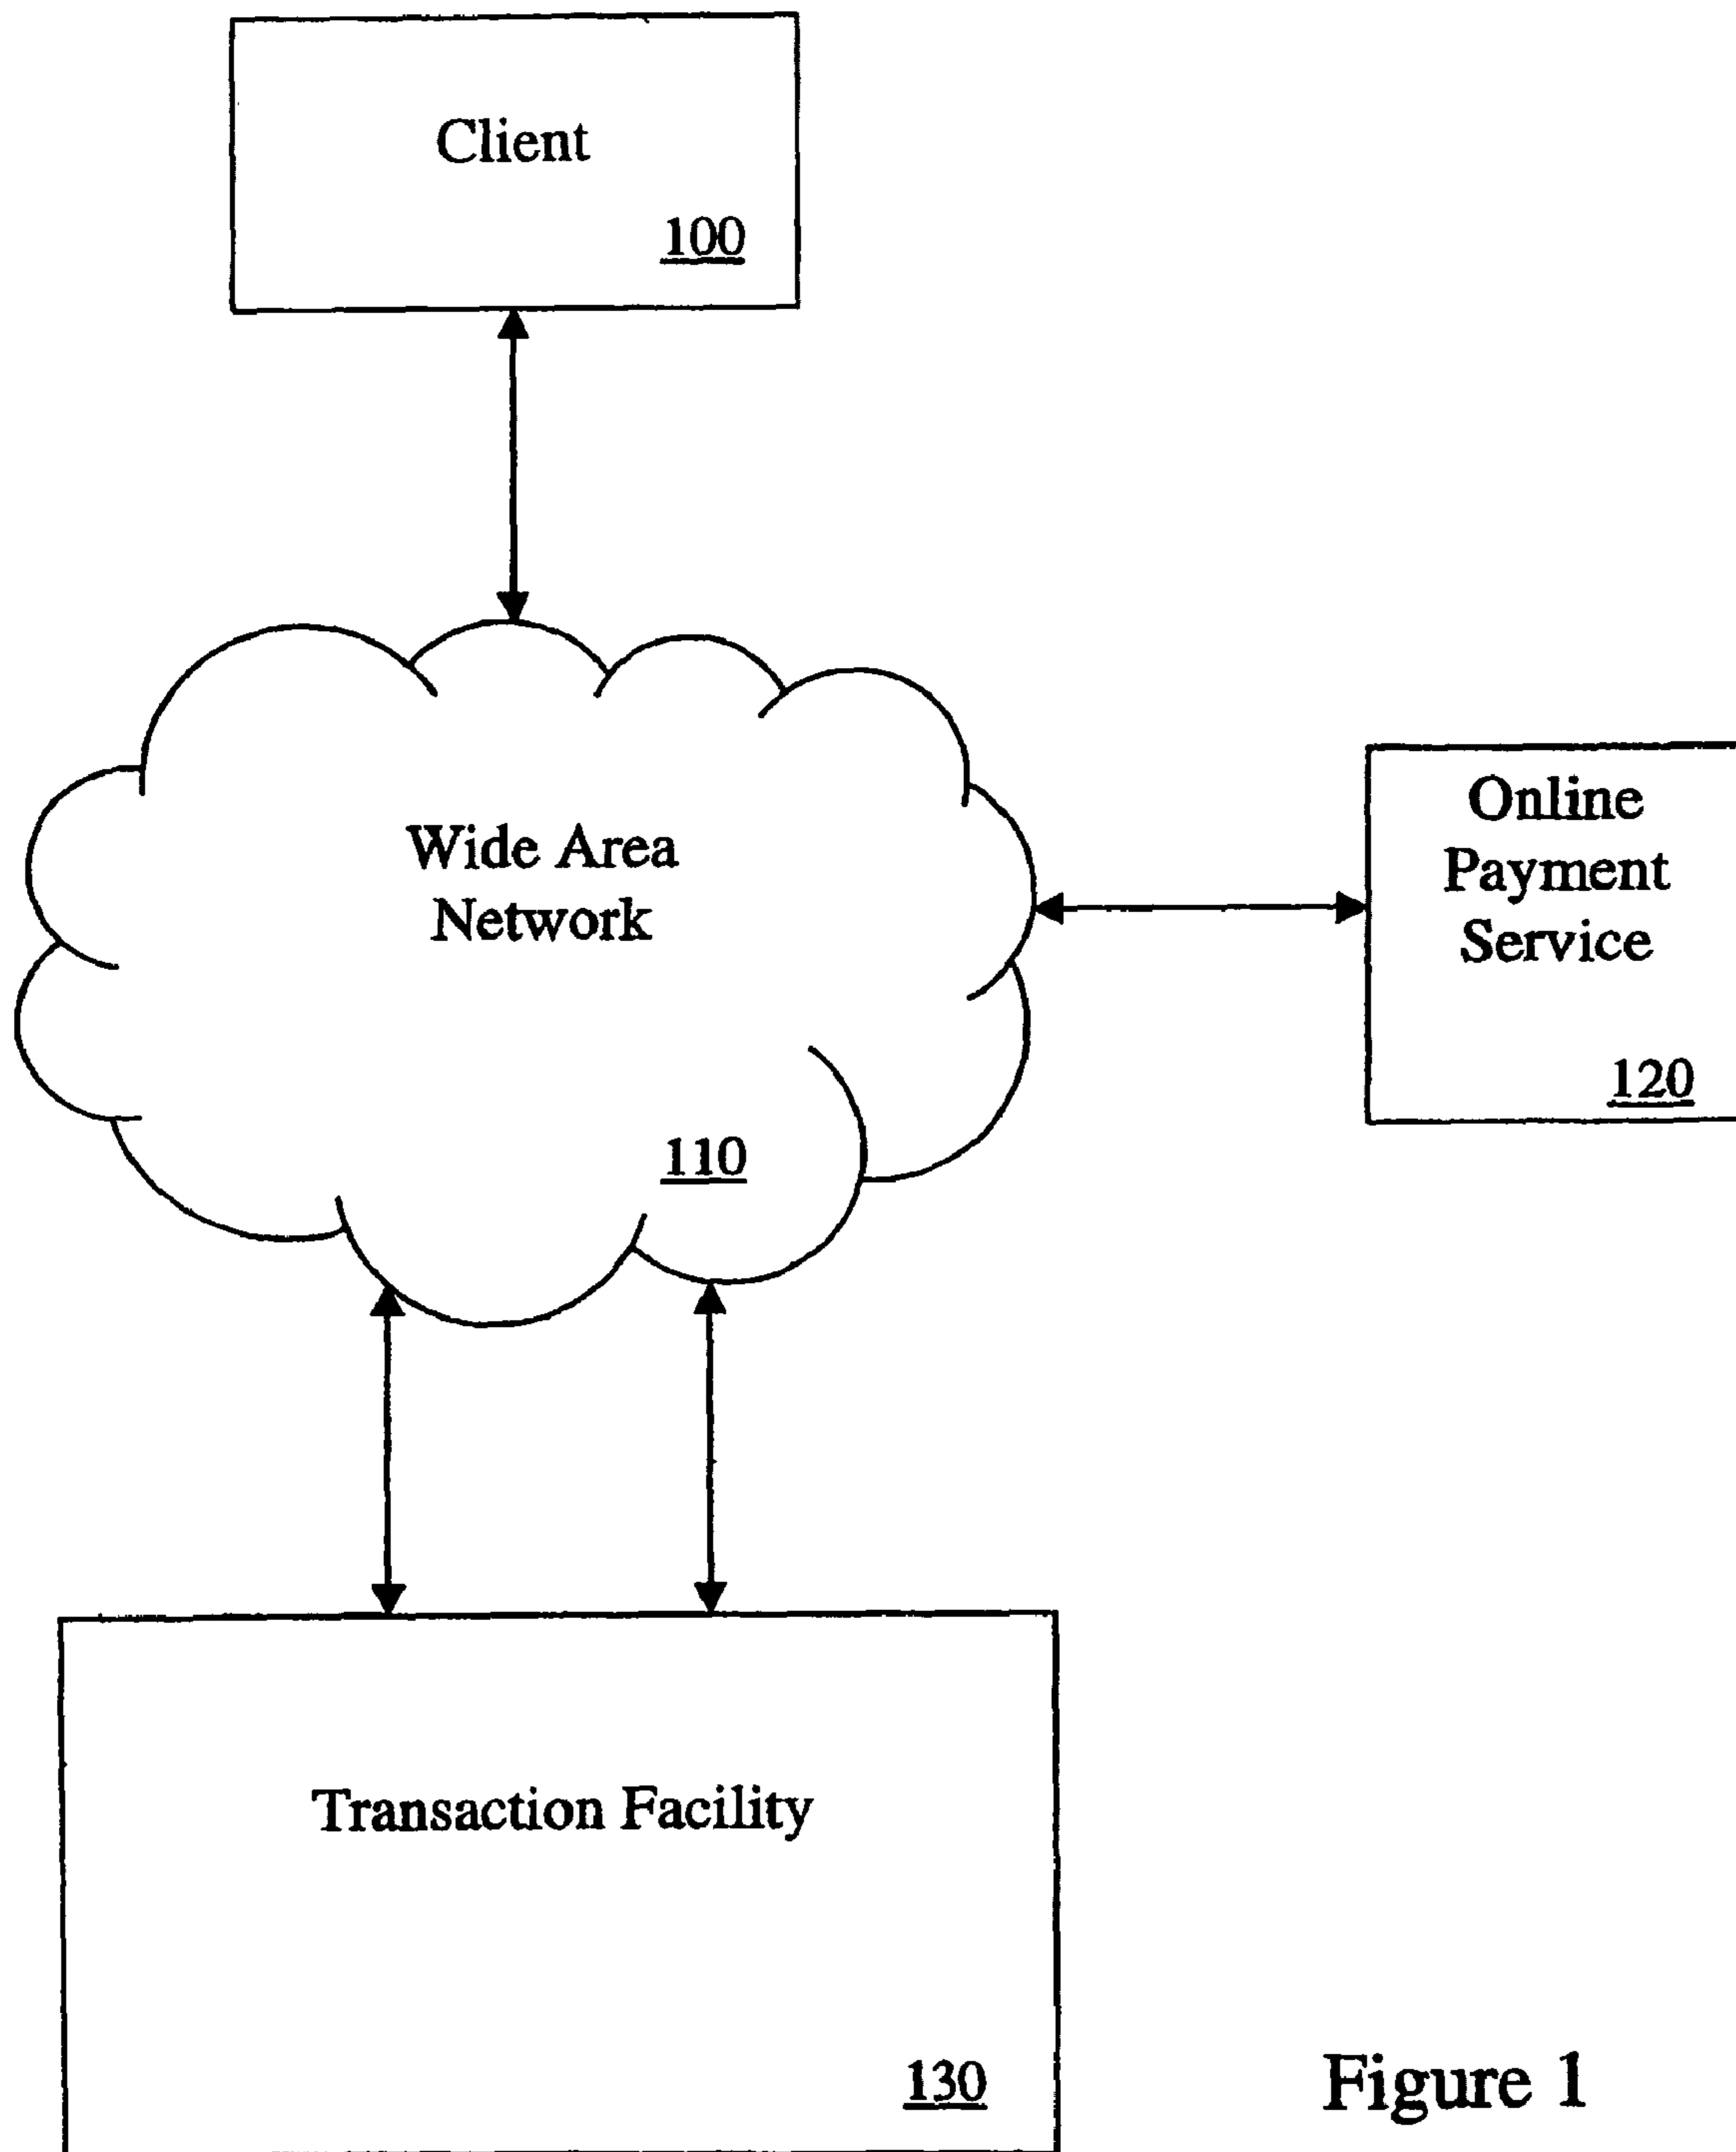 Client
100
Wide Area
Network
110
Online
Payment
Service
120
Transaction Facility
130
Figure 1